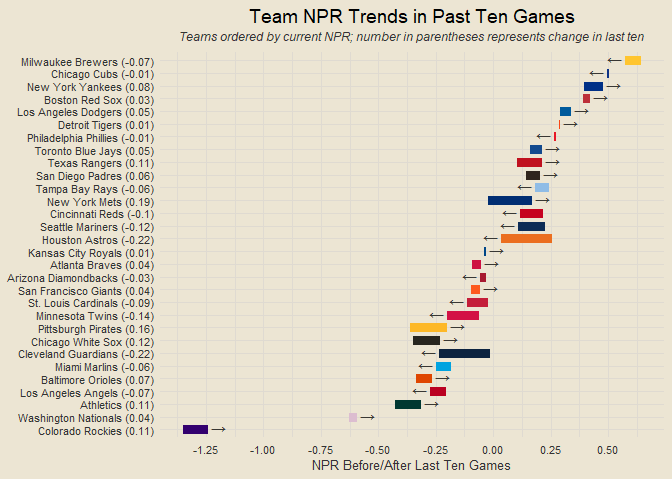 Team NPR Trends in Past Ten Games
Teams ordered by current NPR; number in parentheses represents change in last ten
Milwaukee Brewers (-0.07)
Chicago Cubs (-0.01)
New York Yankees (0.08)
Boston Red Sox (0.03)
Los Angeles Dodgers (0.05)
Detroit Tigers (0.01)
Philadelphia Phillies (-0.01)
Toronto Blue Jays (0.05)
Texas Rangers (0.11)
San Diego Padres (0.06)
Tampa Bay Rays (-0.06)
New York Mets (0.19)
Cincinnati Reds (-0.1)
Seattle Mariners (-0.12)
Houston Astros (-0.22)
Kansas City Royals (0.01)
Atlanta Braves (0.04)
Arizona Diamondbacks (-0.03)
San Francisco Giants (0.04)
St. Louis Cardinals (-0.09)
Minnesota Twins (-0.14)
Pittsburgh Pirates (0.16)
Chicago White Sox (0.12)
Cleveland Guardians (-0.22)
Miami Marlins (-0.06)
Baltimore Orioles (0.07)
Los Angeles Angels (-0.07)
Athletics (0.11)
Washington Nationals (0.04)
Colorado Rockies (0.11)
-1.25 -1.00 -0.75 -0.50 -0.25 0.00 0.25 0.50
NPR Before/After Last Ten Games